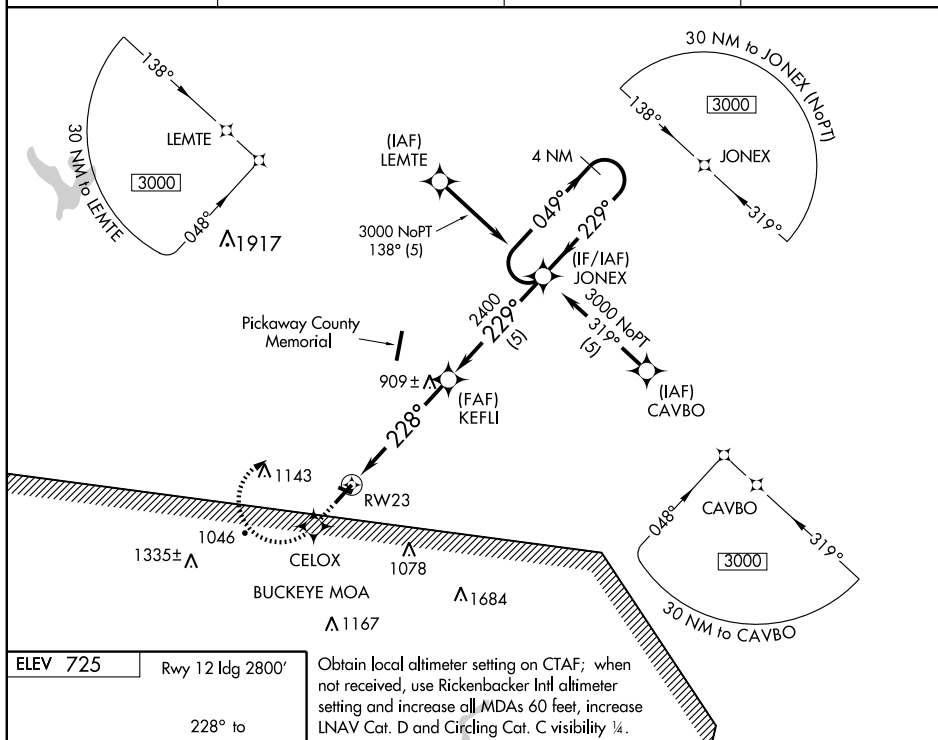 138°
LEMTE
30 NM to LEMTE
3000
048°
1917
(IAF)
LEMTE
3000 NoPT
138° (5)
4 NM
049°
229°
(IF/IAF)
JONEX
30 NM to JONEX (NoPT)
3000
138°
JONEX
319°
2400
229°
(5)
3000 NoPT
319°
(5)
(IAF)
CAVBO
Pickaway County
Memorial
909±
(FAF)
KEFLI
228°
1143
RW23
1046
1335±
CELOX
1078
BUCKEYE MOA
1684
1167
CAVBO
048°
319°
3000
30 NM to CAVBO
ELEV 725
Rwy 12 ldg 2800'
228° to
Obtain local altimeter setting on CTAF; when
not received, use Rickenbacker Intl altimeter
setting and increase all MDAs 60 feet, increase
LNAV Cat. D and Circling Cat. C visibility ¼.